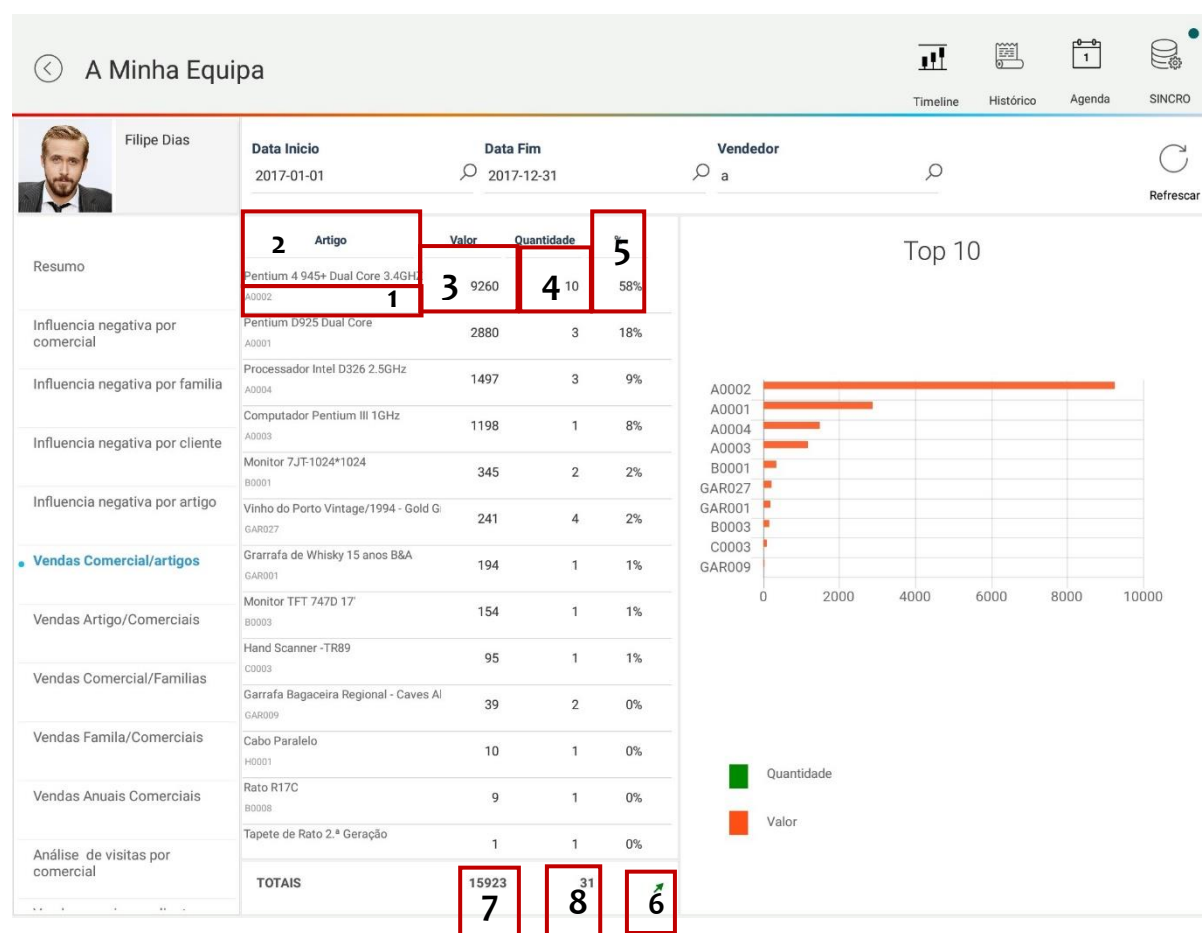 A Minha Equipa
Timeline
Histórico
1
Agenda
SINCRO
Filipe Dias
Data Inicio
2017-01-01
Data Fim
2017-12-31
Vendedor
a
Refrescar
Resumo
Influencia negativa por
comercial
Influencia negativa por familia
Influencia negativa por cliente
Influencia negativa por artigo
Vendas Comercial/artigos
Vendas Artigo/Comerciais
Vendas Comercial/Familias
Vendas Famila/Comerciais
Vendas Anuais Comerciais
Análise de visitas por
comercial
2 Artigo Valor Quantidade 5
Pentium 4 945+ Dual Core 3.4GHZ 3 9260 4 10 58%
A0002 1
Pentium D925 Dual Core 2880 3 18%
A0001
Processador Intel D326 2.5GHz 1497 3 9%
A0004
Computador Pentium III 1GHz 1198 1 8%
A0003
Monitor 7JT-1024*1024 345 2 2%
B0001
Vinho do Porto Vintage/1994 - Gold G 241 4 2%
GAR027
Grarrafa de Whisky 15 anos B&A 194 1 1%
GAR001
Monitor TFT 747D 17' 154 1 1%
B0003
Hand Scanner -TR89 95 1 1%
C0003
Garrafa Bagaceira Regional - Caves Al 39 2 0%
GAR009
Cabo Paralelo 10 1 0%
H0001
Rato R17C 9 1 0%
B0008
Tapete de Rato 2.ª Geração 1 1 0%
TOTAIS 15923 31
7 8 6
Top 10
A0002
A0001
A0004
A0003
B0001
GAR027
GAR001
B0003
C0003
GAR009
0 2000 4000 6000 8000 10000
Quantidade
Valor